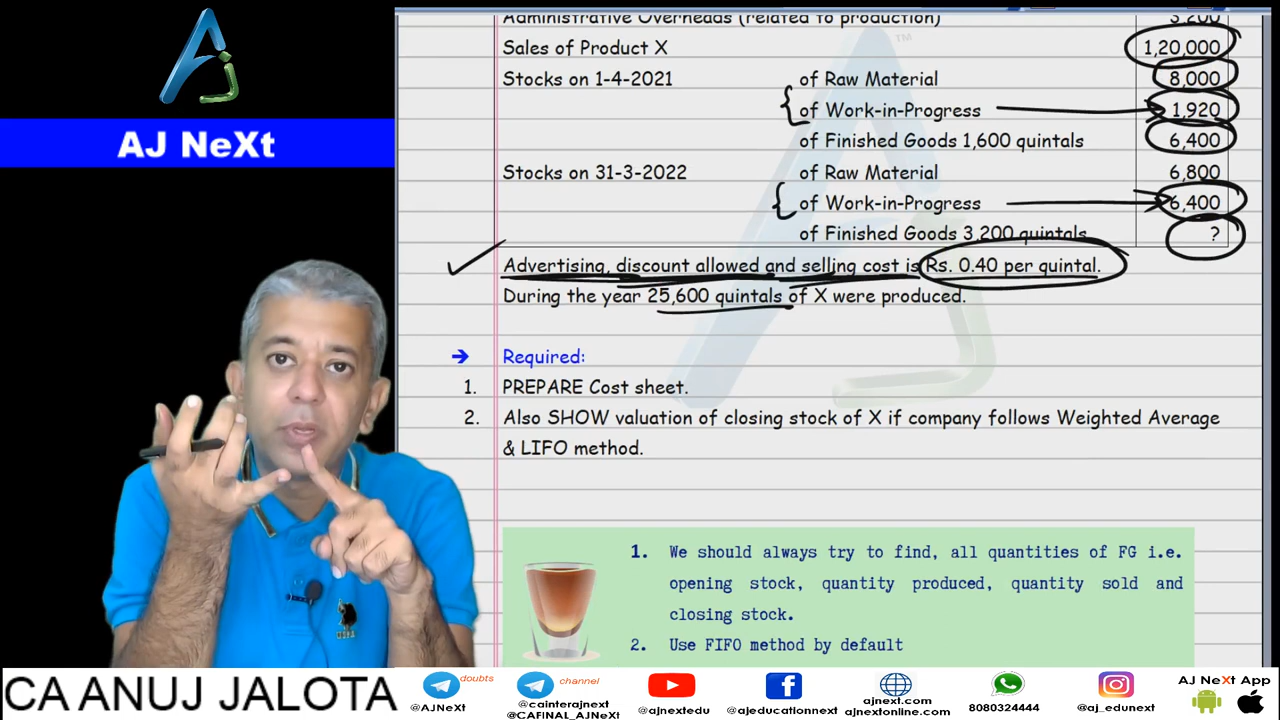 Administrative Overheads (related to production) 3,200
Sales of Product X 1,20,000
Stocks on 1-4-2021 of Raw Material 8,000
of Work-in-Progress 1,920
of Finished Goods 1,600 quintals 6,400
Stocks on 31-3-2022 of Raw Material 6,800
of Work-in-Progress 6,400
of Finished Goods 3,200 quintals ?
Advertising, discount allowed and selling cost is Rs. 0.40 per quintal.
During the year 25,600 quintals of X were produced.
→ Required:
1. PREPARE Cost sheet.
2. Also SHOW valuation of closing stock of X if company follows Weighted Average
& LIFO method.
1. We should always try to find, all quantities of FG i.e.
opening stock, quantity produced, quantity sold and
closing stock.
2. Use FIFO method by default
TM
AJ NeXt
USPA
CA ANUJ JALOTA
doubts
@AJNeXt
channel
@cainterajnext
@CAFINAL_AJNeXt
@ajnextedu
@ajeducationnext
ajnext.com
ajnextonline.com
8080324444
@aj_edunext
AJ NeXt App